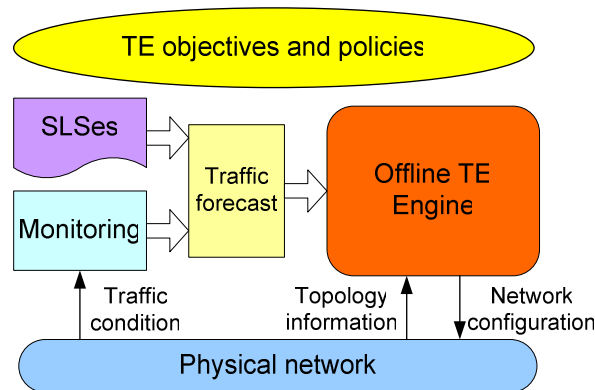 TE objectives and policies
SLSes
Traffic
forecast
Offline TE
Engine
Monitoring
Traffic
condition
Topology
information
Network
configuration
Physical network